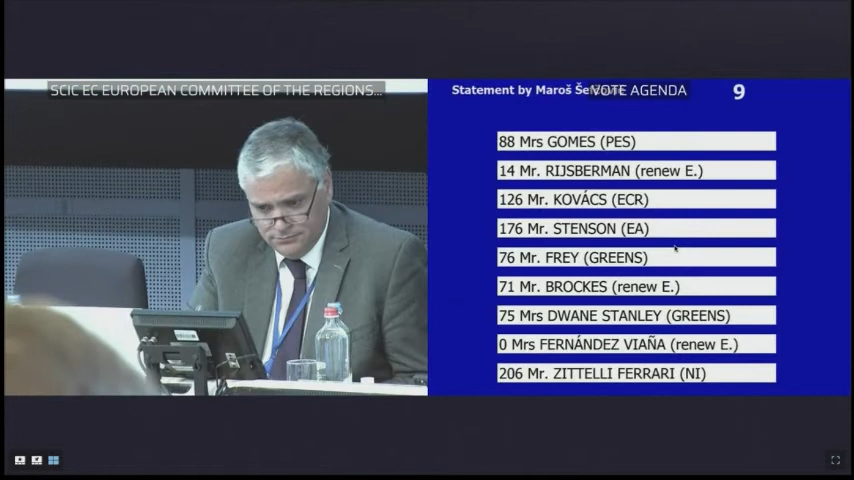 SCIC EC EUROPEAN COMMITTEE OF THE REGIONS...
Statement by Maroš
VOTE AGENDA
9
88 Mrs GOMES (PES)
14 Mr. RIJSBERMAN (renew E.)
126 Mr. KOVÁCS (ECR)
176 Mr. STENSON (EA)
76 Mr. FREY (GREENS)
71 Mr. BROCKES (renew E.)
75 Mrs DWANE STANLEY (GREENS)
0 Mrs FERNÁNDEZ VIAÑA (renew E.)
206 Mr. ZITTELLI FERRARI (NI)